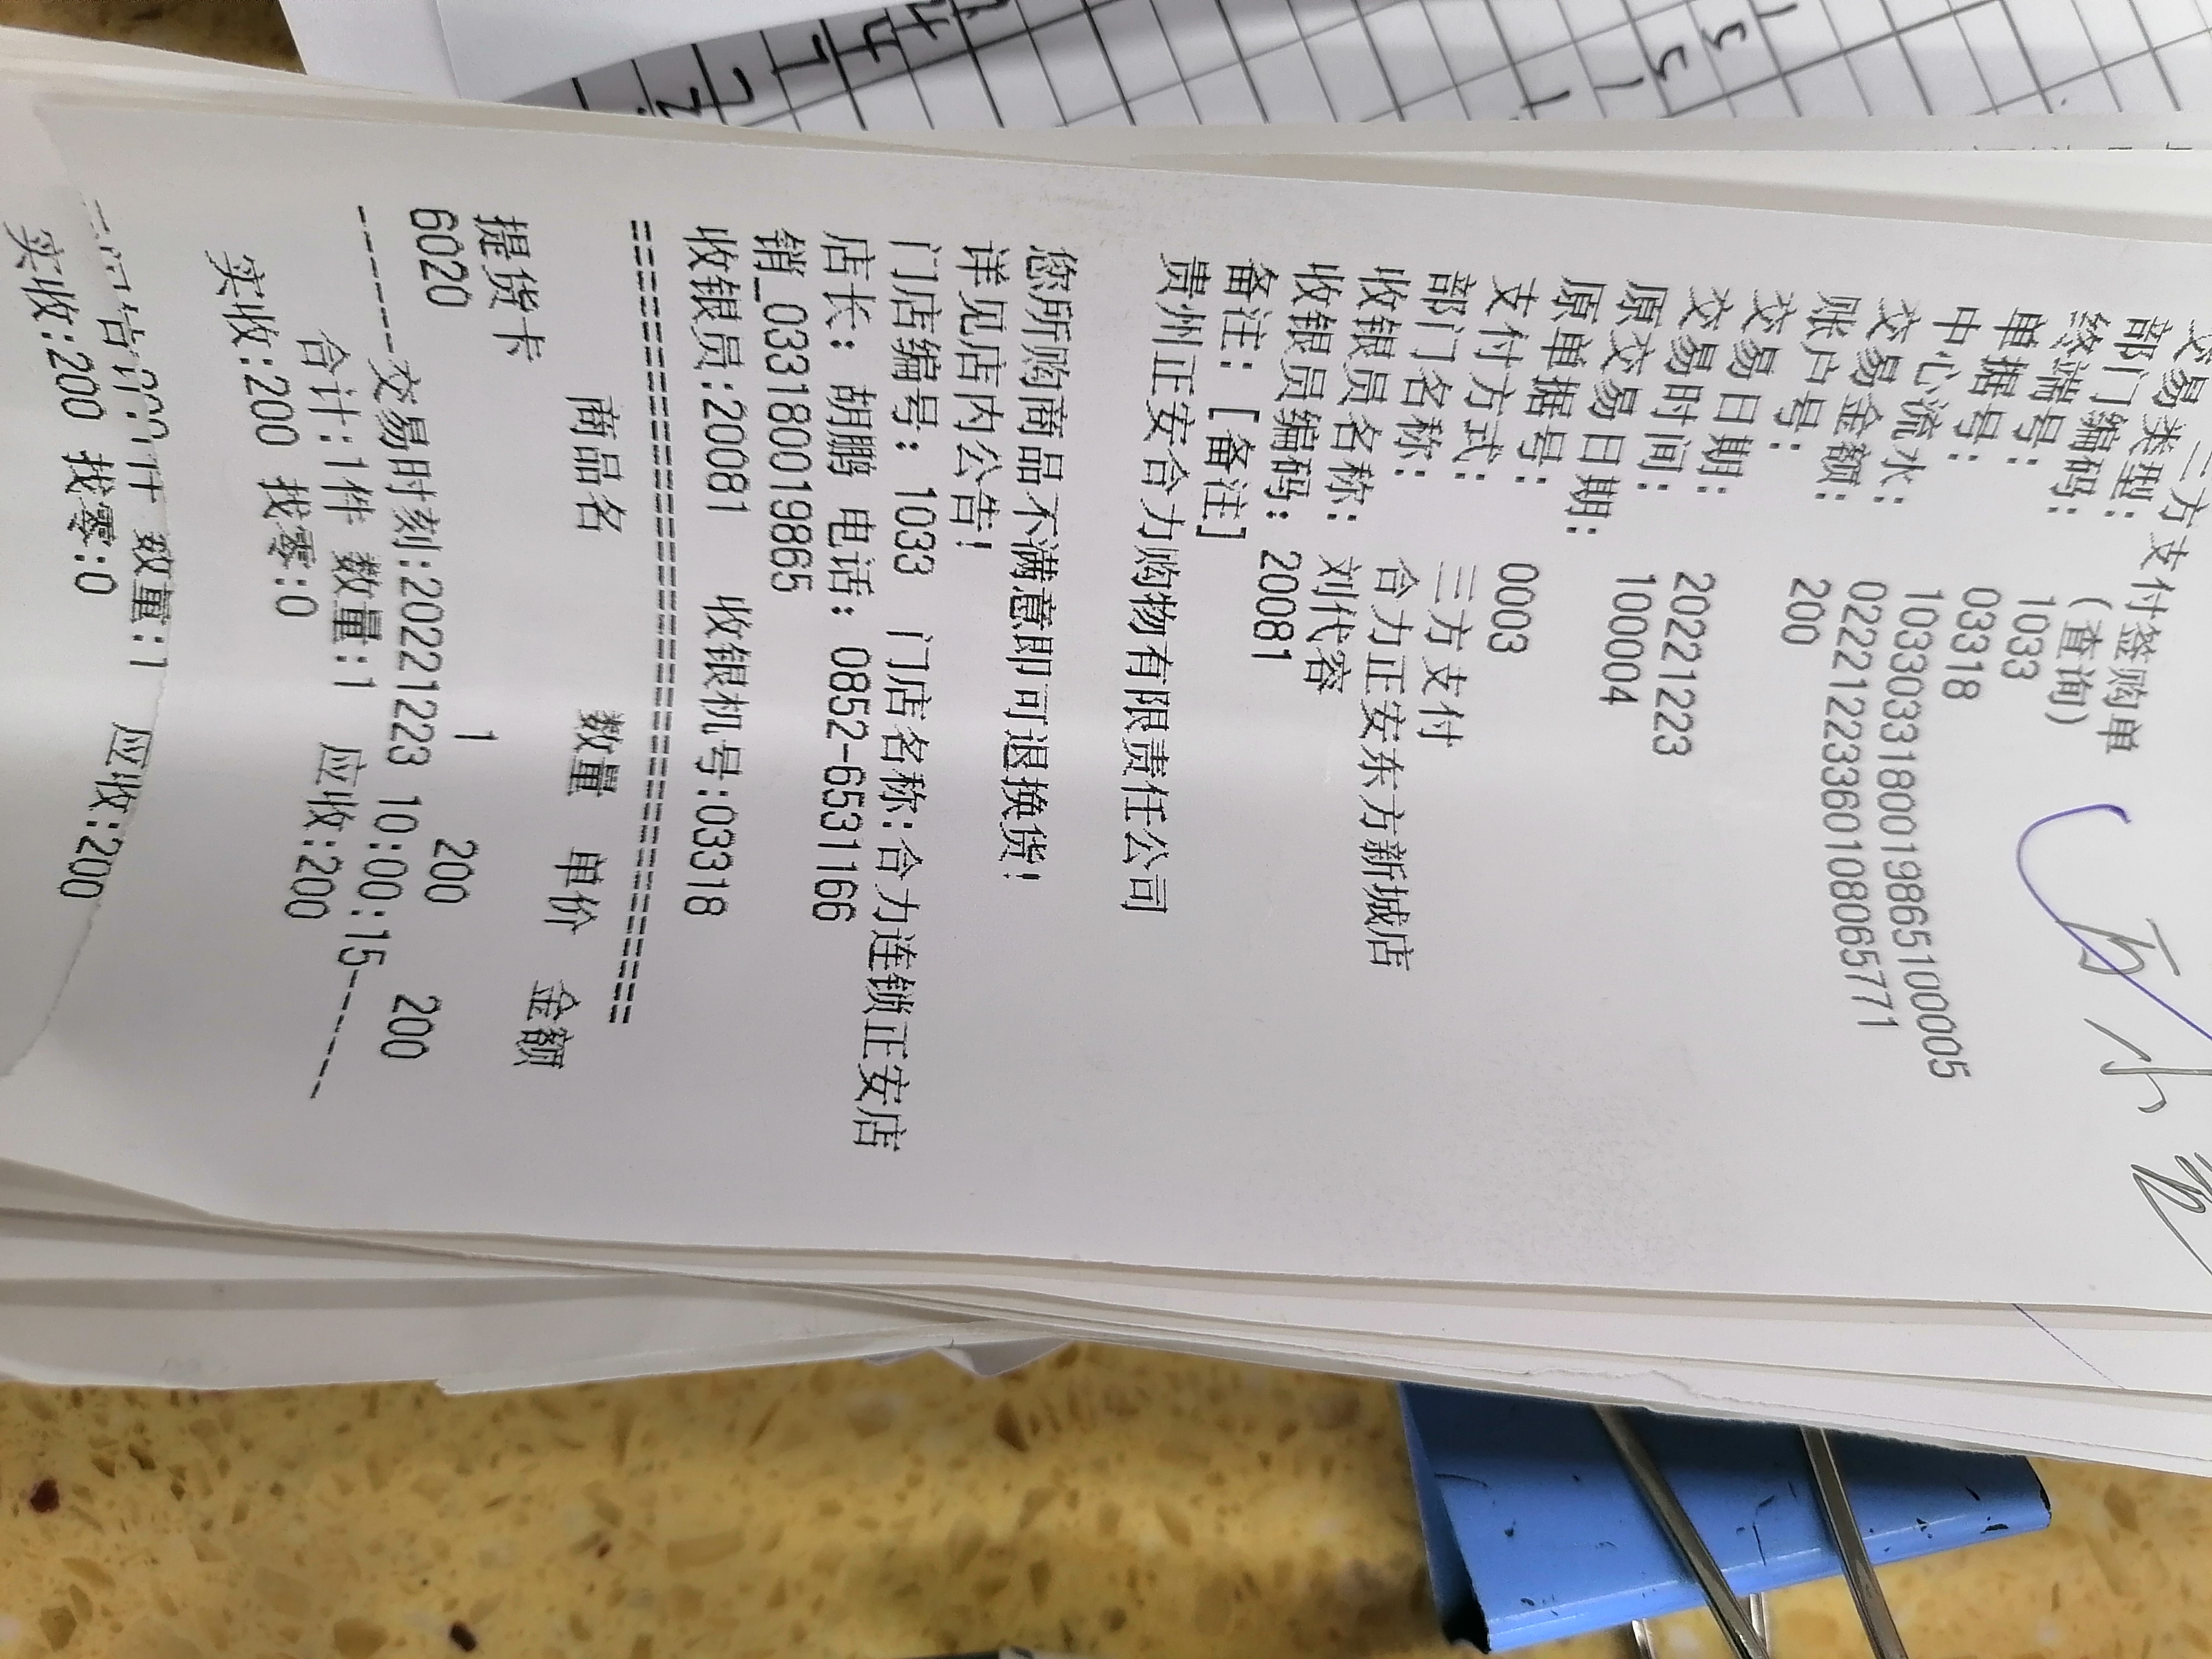 三方支付签购单
交易类型: (查询)
部门编码: 1033
终端号: 03318
单据号: 1033033180019865100005
中心流水: 0222122336010806577​1
交易金额: 200
账户号:
交易日期: 20221223
交易时间: 100004
原交易日期:
原单据号: 0003
支付方式: 三方支付
部门名称: 合力正安东方新城店
收银员名称: 刘代容
收银员编码: 20081
备注: [备注]
贵州正安合力购物有限责任公司
您所购商品不满意即可退换货!
详见店内公告!
门店编号: 1033 门店名称:合力连锁正安店
店长: 胡鹏 电话: 0852-6531166
销_033180019865
收银员:20081 收银机号:03318
==========================================
商品名 数量 单价 金额
提货卡
6020 1 200 200
------交易时刻:20221223 10:00:15------
合计:1件 数量:1 应收:200
实收:200 找零:0
合计:1件 数量:1 应收:200
实收:200 找零:0